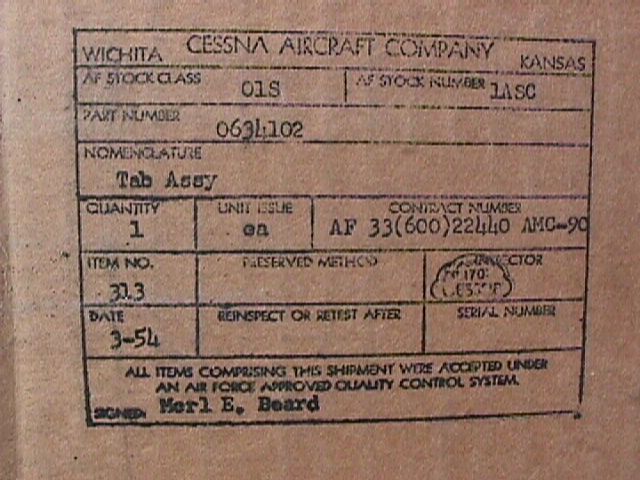 CESSNA AIRCRAFT COMPANY
WICHITA KANSAS
AF STOCK CLASS 01S AF STOCK NUMBER 1ASC
PART NUMBER
0634102
NOMENCLATURE
Tab Assy
QUANTITY UNIT ISSUE CONTRACT NUMBER
1 ea AF 33(600)22440 AMC-90
ITEM NO. PRESERVED METHOD INSPECTOR
313
DATE REINSPECT OR RETEST AFTER SERIAL NUMBER
3-54
ALL ITEMS COMPRISING THIS SHIPMENT WERE ACCEPTED UNDER
AN AIR FORCE APPROVED QUALITY CONTROL SYSTEM.
SIGNED: Merl E. Beard